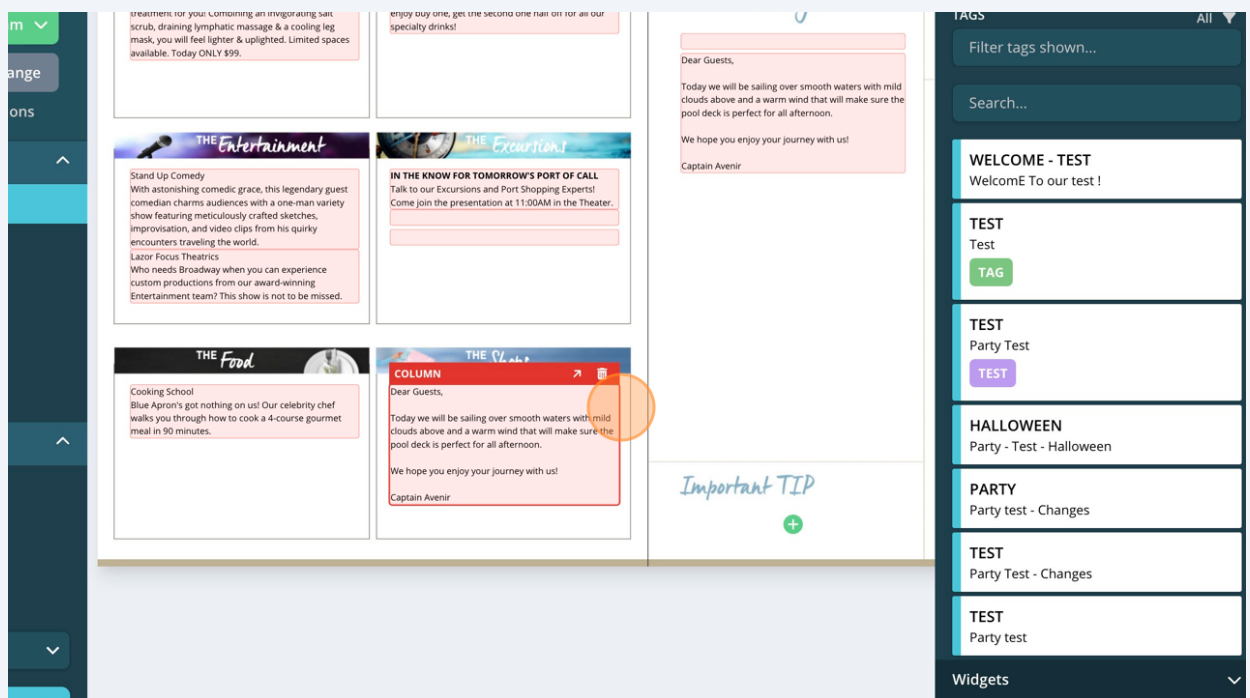 m
ange
ons
treatment for you! Combining an invigorating salt
scrub, draining lymphatic massage & a cooling leg
mask, you will feel lighter & uplighted. Limited spaces
available. Today ONLY $99.
enjoy buy one, get the second one half off for all our
specialty drinks!
THE Entertainment
Stand Up Comedy
With astonishing comedic grace, this legendary guest
comedian charms audiences with a one-man variety
show featuring meticulously crafted sketches,
improvisation, and video clips from his quirky
encounters traveling the world.
Lazor Focus Theatrics
Who needs Broadway when you can experience
custom productions from our award-winning
Entertainment team? This show is not to be missed.
THE Excursions
IN THE KNOW FOR TOMORROW'S PORT OF CALL
Talk to our Excursions and Port Shopping Experts!
Come join the presentation at 11:00AM in the Theater.
THE Food
Cooking School
Blue Apron's got nothing on us! Our celebrity chef
walks you through how to cook a 4-course gourmet
meal in 90 minutes.
THE Shops
COLUMN
Dear Guests,
Today we will be sailing over smooth waters with mild
clouds above and a warm wind that will make sure the
pool deck is perfect for all afternoon.
We hope you enjoy your journey with us!
Captain Avenir
Dear Guests,
Today we will be sailing over smooth waters with mild
clouds above and a warm wind that will make sure the
pool deck is perfect for all afternoon.
We hope you enjoy your journey with us!
Captain Avenir
Important TIP
TAGS
All
Filter tags shown...
Search...
WELCOME - TEST
WelcomE To our test !
TEST
Test
TAG
TEST
Party Test
TEST
HALLOWEEN
Party - Test - Halloween
PARTY
Party test - Changes
TEST
Party Test - Changes
TEST
Party test
Widgets